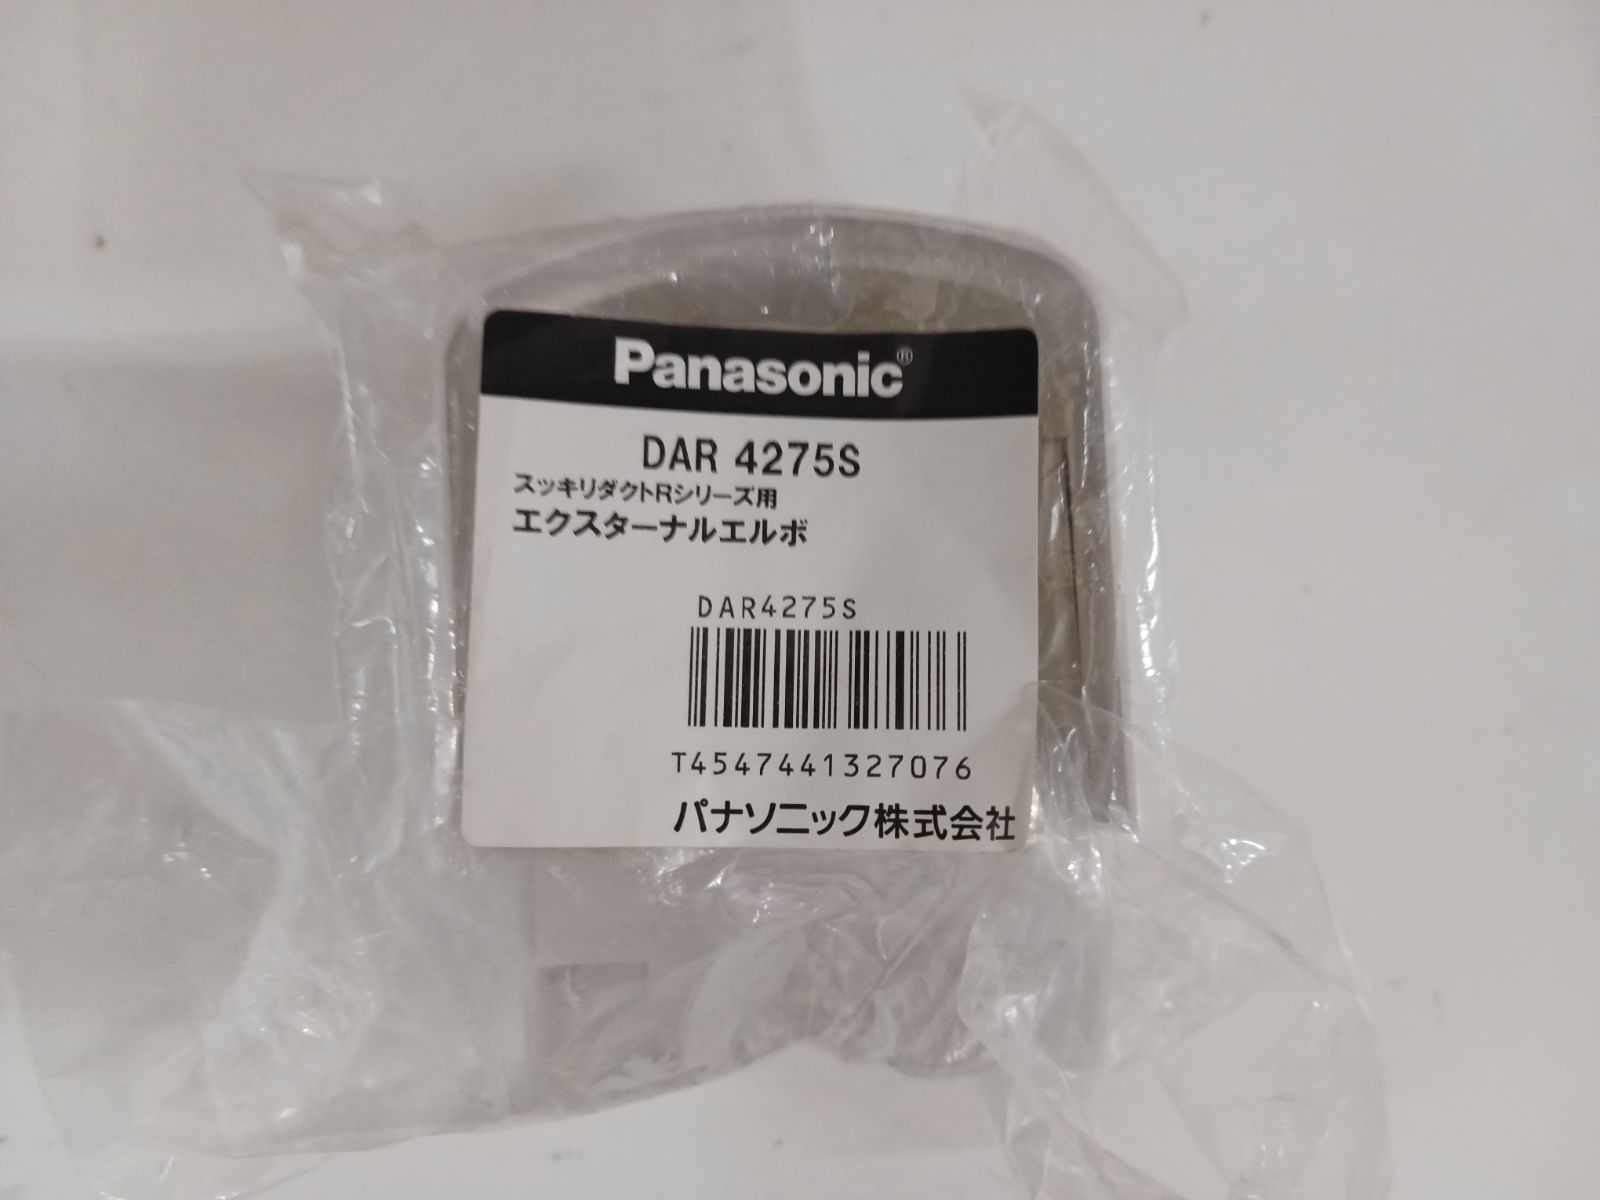 Panasonic®
DAR 4275S
スッキリダクトRシリーズ用
エクスターナルエルボ
DAR4275S
T4547441327076
パナソニック株式会社